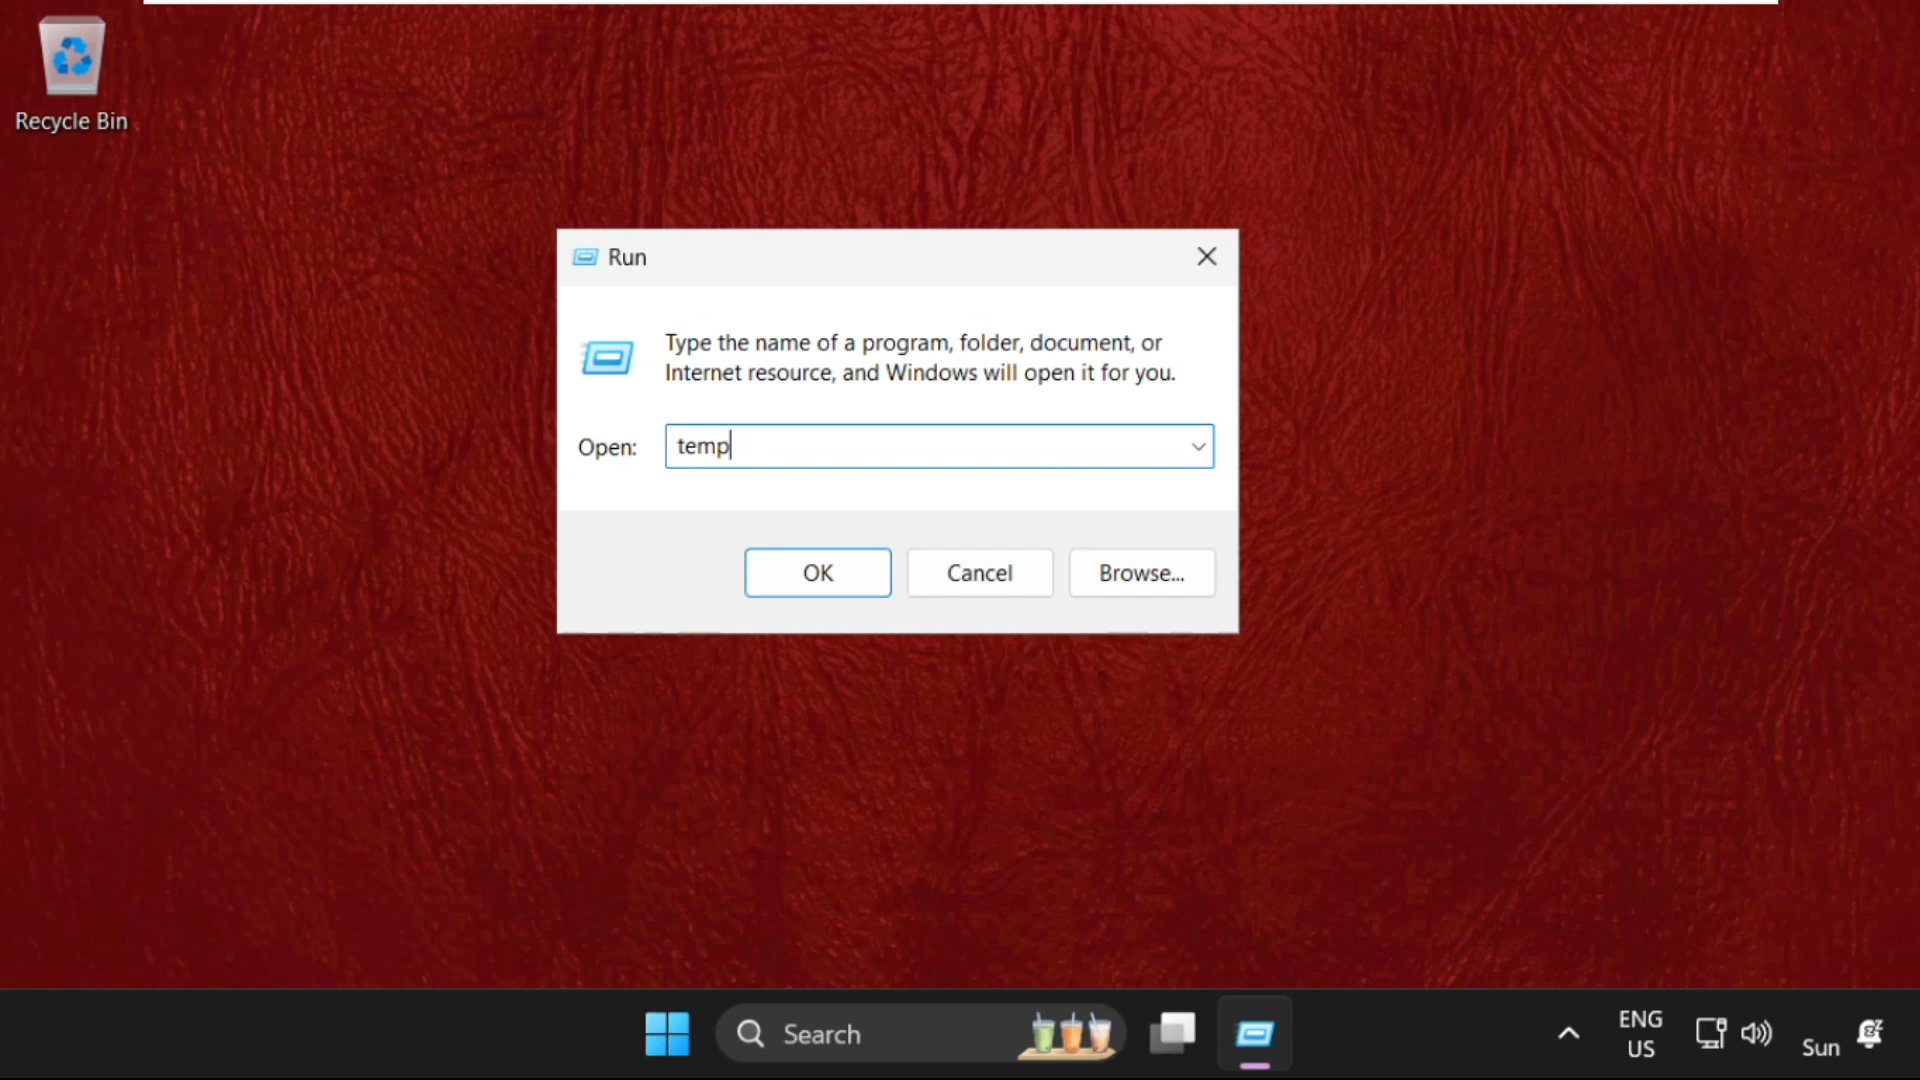 Recycle Bin
Run
Type the name of a program, folder, document, or
Internet resource, and Windows will open it for you.
Open:
temp
OK
Cancel
Browse...
Search
ENG
US
Sun